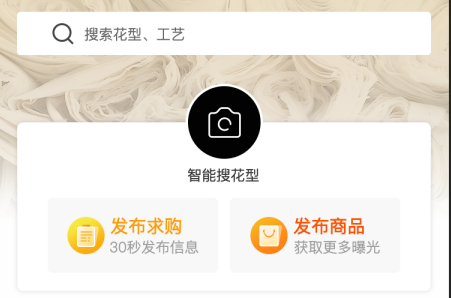 搜索花型、工艺
智能搜花型
发布求购
30秒发布信息
发布商品
获取更多曝光